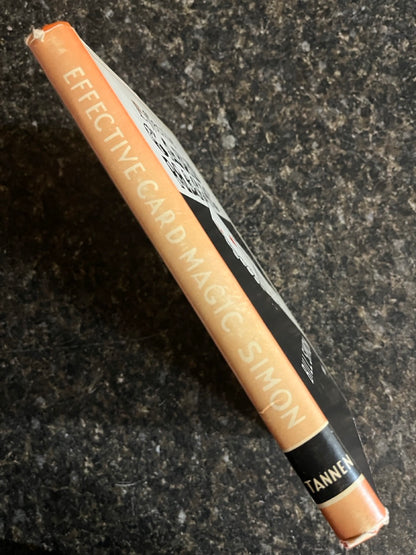 EFFECTIVE CARD MAGIC SIMON
TANNEN